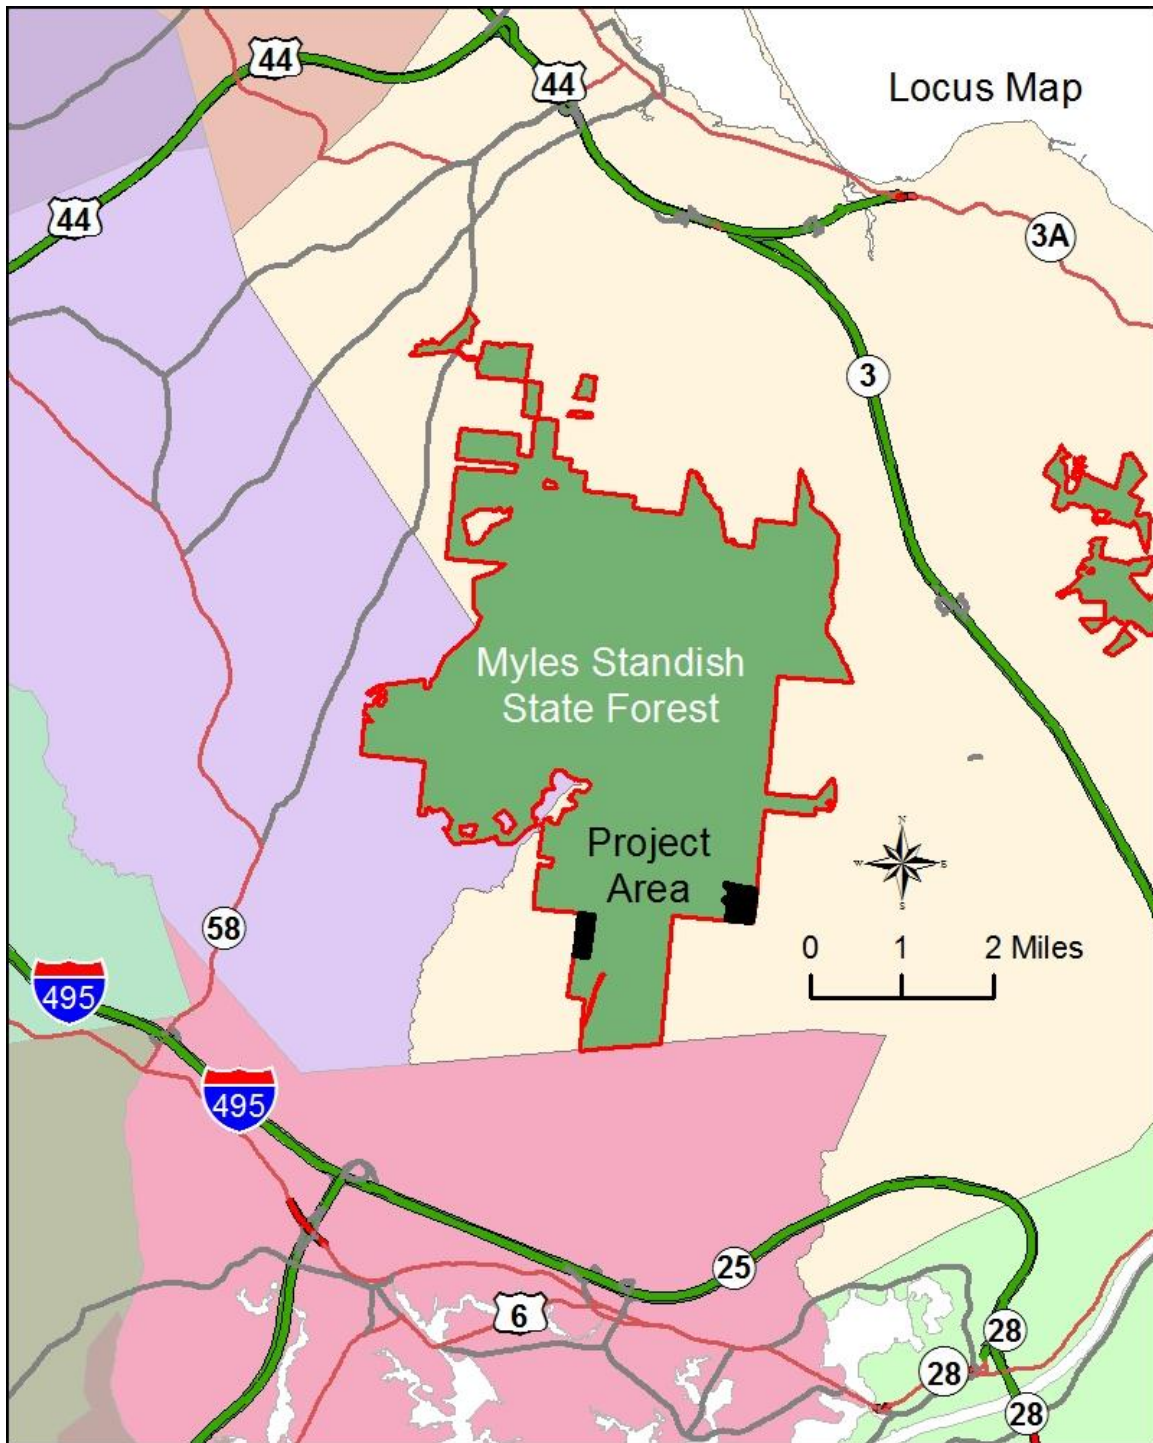 44
44
Locus Map
44
3A
3
Myles Standish
State Forest
Project
Area
N
W
E
S
58
0 1 2 Miles
495
495
25
6
28
28
28